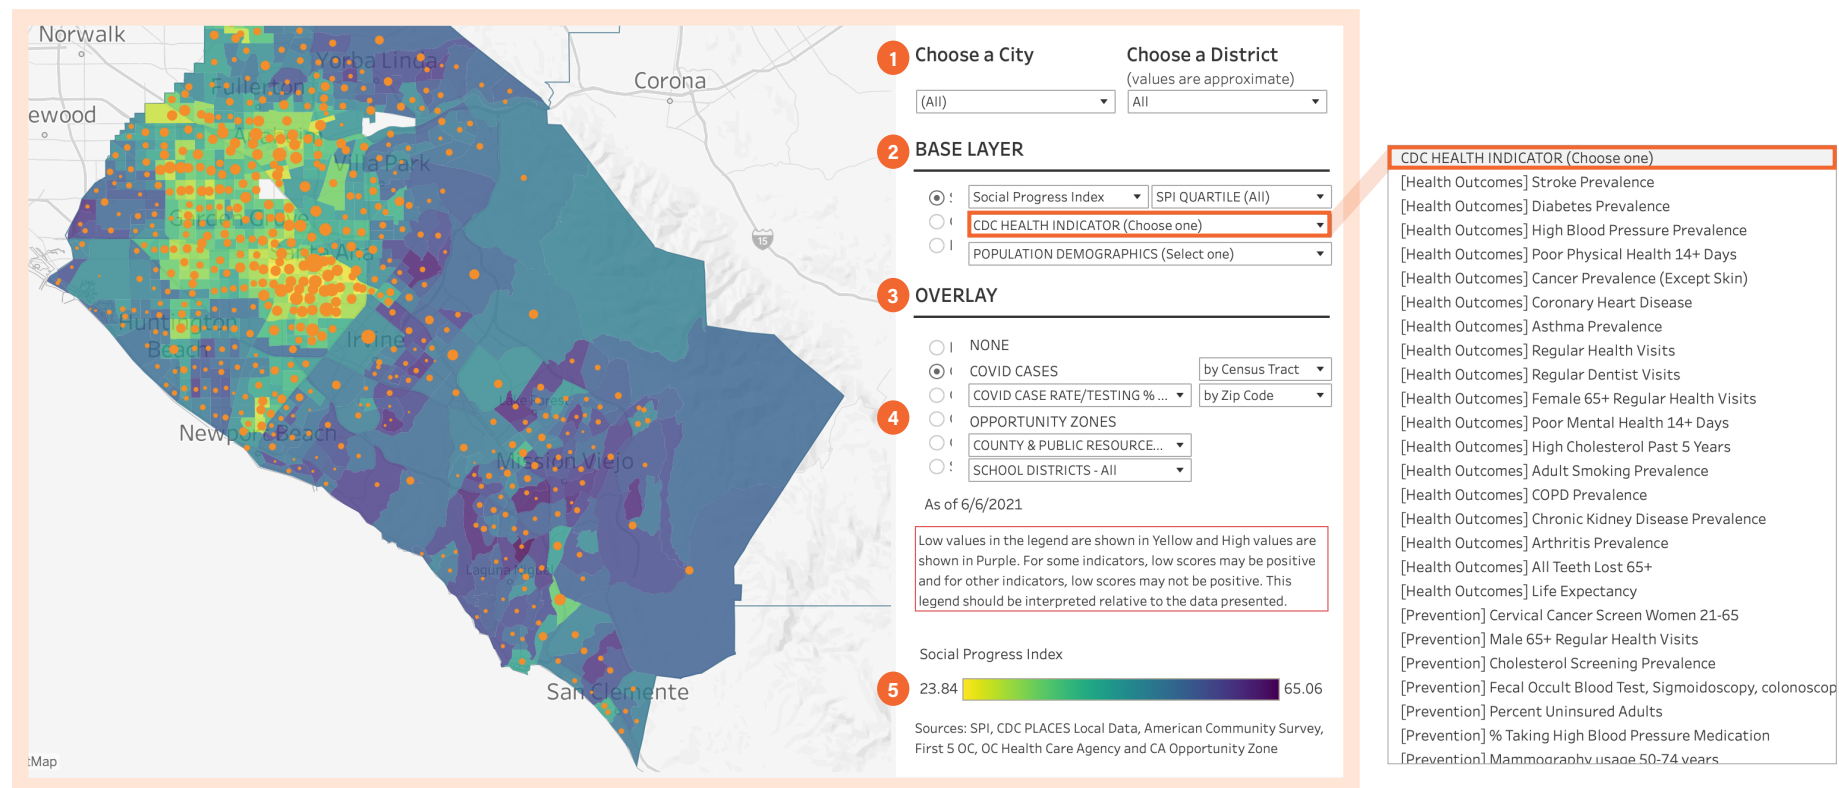 Norwalk
ewood
Corona
15
Yorba Linda
Fullerton
Anaheim
Villa Park
Garden Grove
Santa Ana
Huntington
Beach
Irvine
Lake Forest
Newport Beach
Mission Viejo
Laguna Niguel
San Clemente
tMap
1
Choose a City
Choose a District
(values are approximate)
(All)
All
2
BASE LAYER
Social Progress Index
SPI QUARTILE (All)
CDC HEALTH INDICATOR (Choose one)
POPULATION DEMOGRAPHICS (Select one)
3
OVERLAY
NONE
COVID CASES
by Census Tract
COVID CASE RATE/TESTING % ...
by Zip Code
4
OPPORTUNITY ZONES
COUNTY & PUBLIC RESOURCE...
SCHOOL DISTRICTS - All
As of 6/6/2021
Low values in the legend are shown in Yellow and High values are
shown in Purple. For some indicators, low scores may be positive
and for other indicators, low scores may not be positive. This
legend should be interpreted relative to the data presented.
Social Progress Index
5
23.84
65.06
Sources: SPI, CDC PLACES Local Data, American Community Survey,
First 5 OC, OC Health Care Agency and CA Opportunity Zone
CDC HEALTH INDICATOR (Choose one)
[Health Outcomes] Stroke Prevalence
[Health Outcomes] Diabetes Prevalence
[Health Outcomes] High Blood Pressure Prevalence
[Health Outcomes] Poor Physical Health 14+ Days
[Health Outcomes] Cancer Prevalence (Except Skin)
[Health Outcomes] Coronary Heart Disease
[Health Outcomes] Asthma Prevalence
[Health Outcomes] Regular Health Visits
[Health Outcomes] Regular Dentist Visits
[Health Outcomes] Female 65+ Regular Health Visits
[Health Outcomes] Poor Mental Health 14+ Days
[Health Outcomes] High Cholesterol Past 5 Years
[Health Outcomes] Adult Smoking Prevalence
[Health Outcomes] COPD Prevalence
[Health Outcomes] Chronic Kidney Disease Prevalence
[Health Outcomes] Arthritis Prevalence
[Health Outcomes] All Teeth Lost 65+
[Health Outcomes] Life Expectancy
[Prevention] Cervical Cancer Screen Women 21-65
[Prevention] Male 65+ Regular Health Visits
[Prevention] Cholesterol Screening Prevalence
[Prevention] Fecal Occult Blood Test, Sigmoidoscopy, colonoscop
[Prevention] Percent Uninsured Adults
[Prevention] % Taking High Blood Pressure Medication
[Prevention] Mammography usage 50-74 years